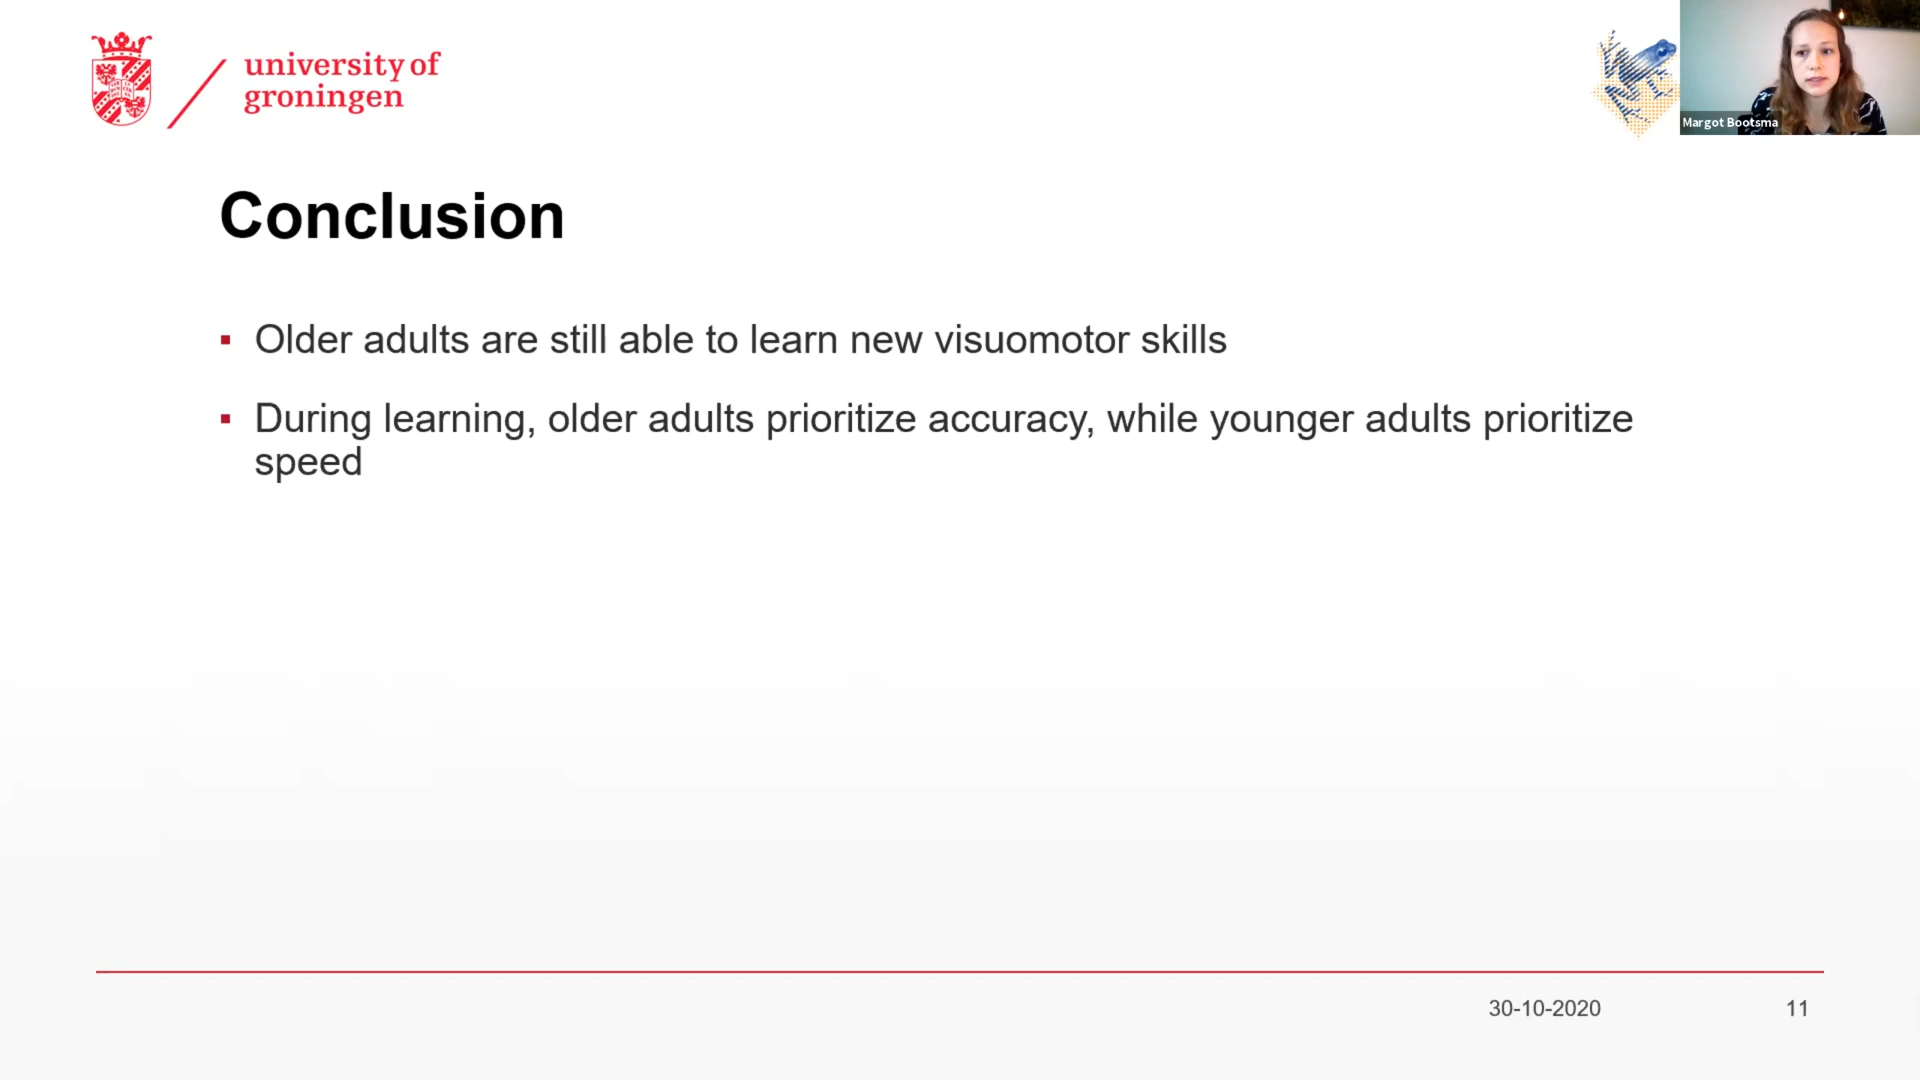 university of
groningen
Margot Bootsma
Conclusion
▪ Older adults are still able to learn new visuomotor skills
▪ During learning, older adults prioritize accuracy, while younger adults prioritize
speed
30-10-2020
11